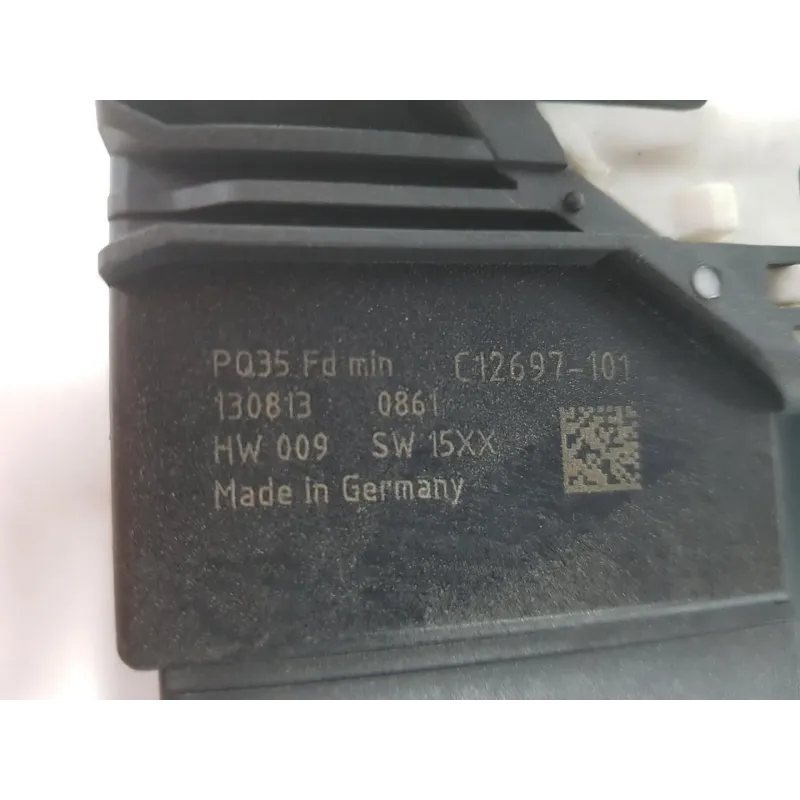 PQ35 Fd min C12697-101
130813 0861
HW 009 SW 15XX
Made in Germany